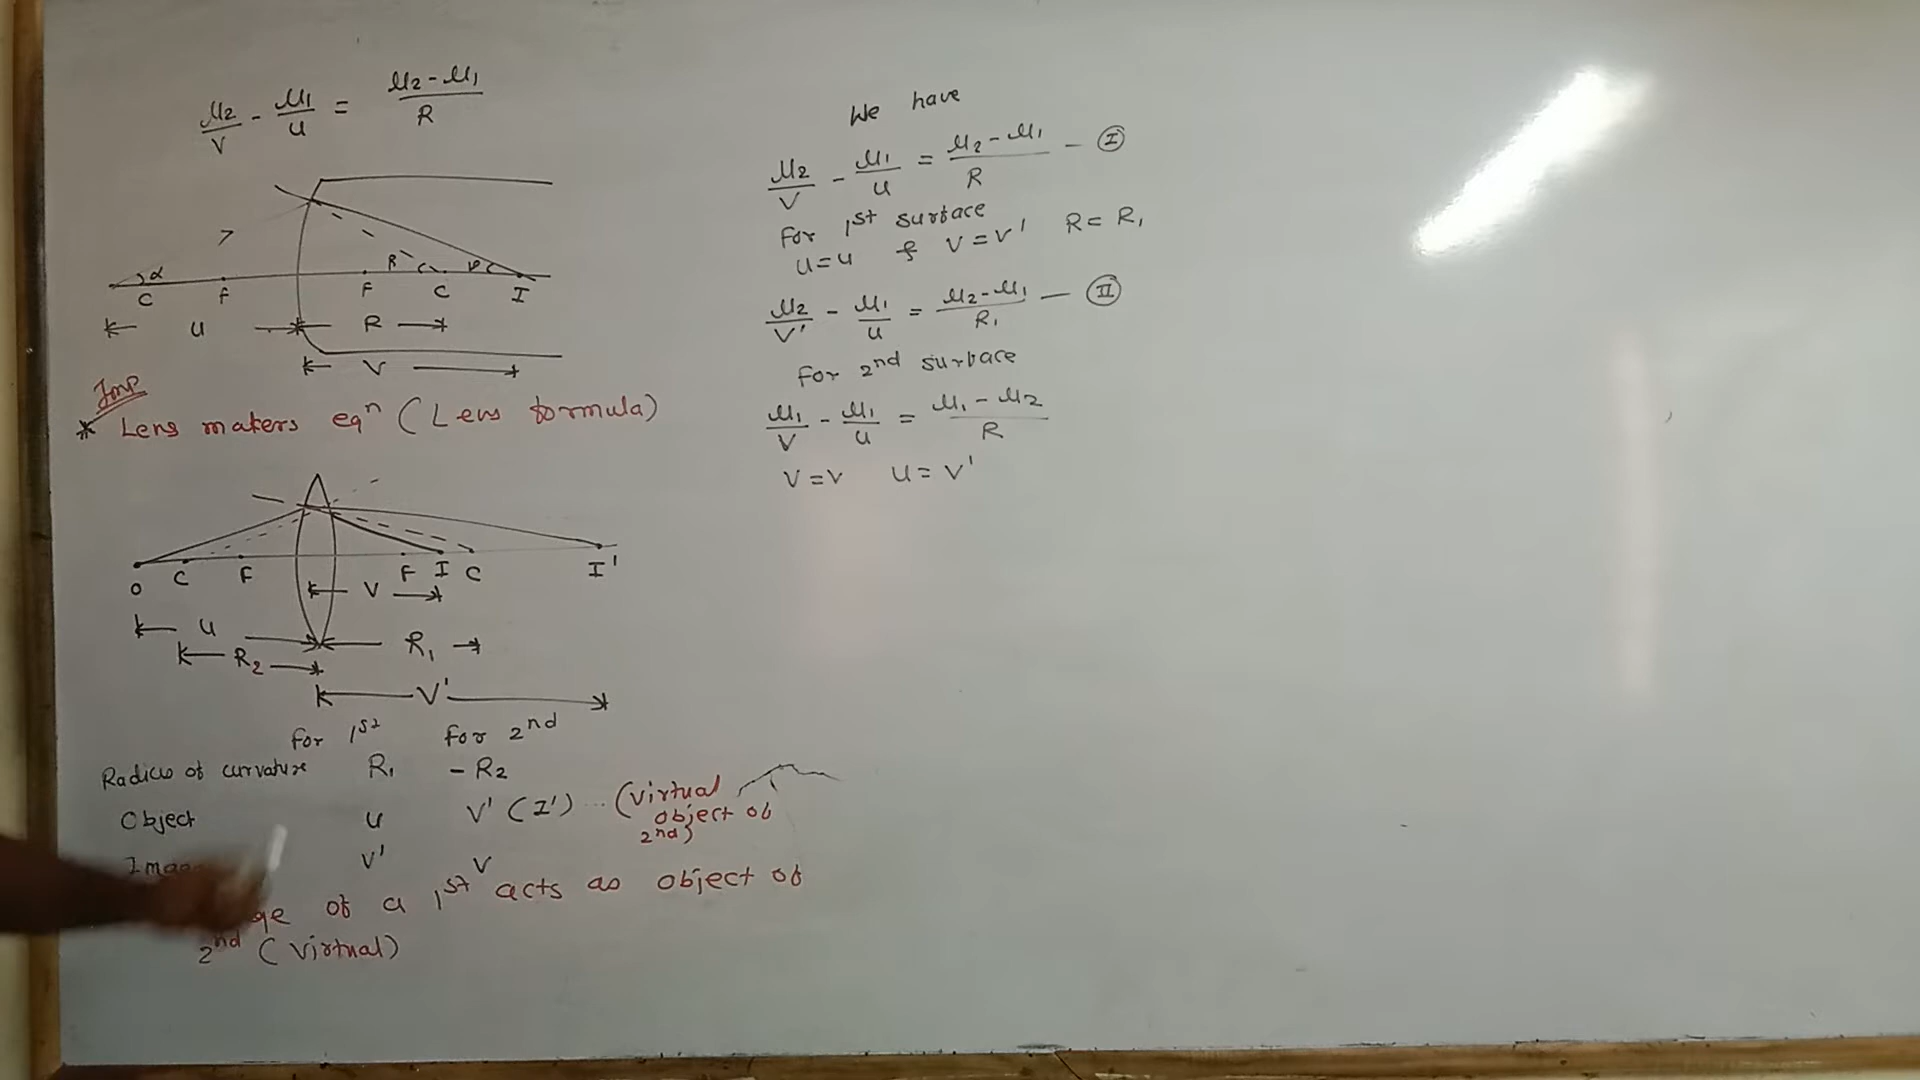 μ2/V - μ1/u = μ2-μ1/R
α
C F F C I
u R
V
Imp
* Lens makers eqn (Lens formula)
O C F F I C I'
V
u R1
R2
V'
For 1st For 2nd
Radius of curvature R1 -R2
Object u V' (I') ... (Virtual object of 2nd)
V' V
of a 1st acts as object of
2nd (Virtual)
We have
μ2/V - μ1/u = μ2-μ1/R - (I)
For 1st surface
u=u & V=V' R=R1
μ2/V' - μ1/u = μ2-μ1/R1 — (II)
For 2nd surface
μ1/V - μ1/u = μ1-μ2/R
V=V u=V'